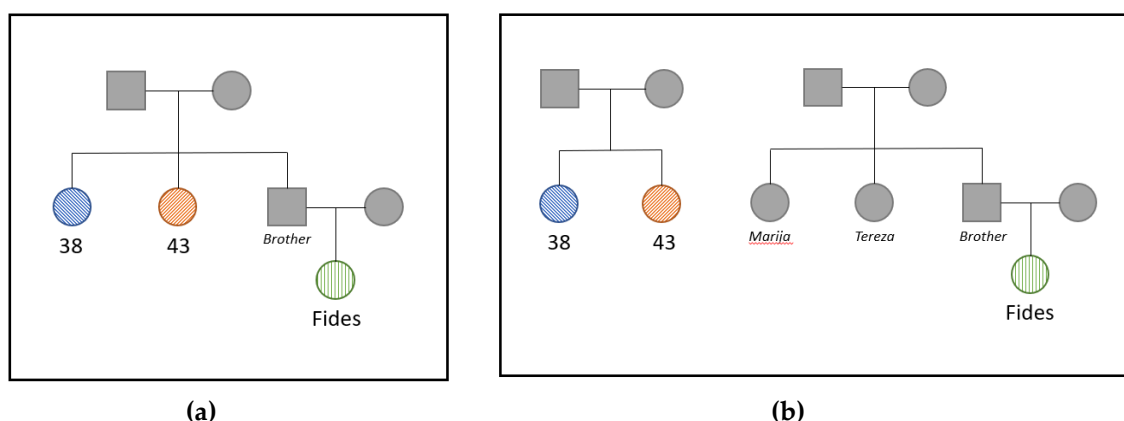 38
43
Brother
Fides
(a)
38
43
Marija
Tereza
Brother
Fides
(b)